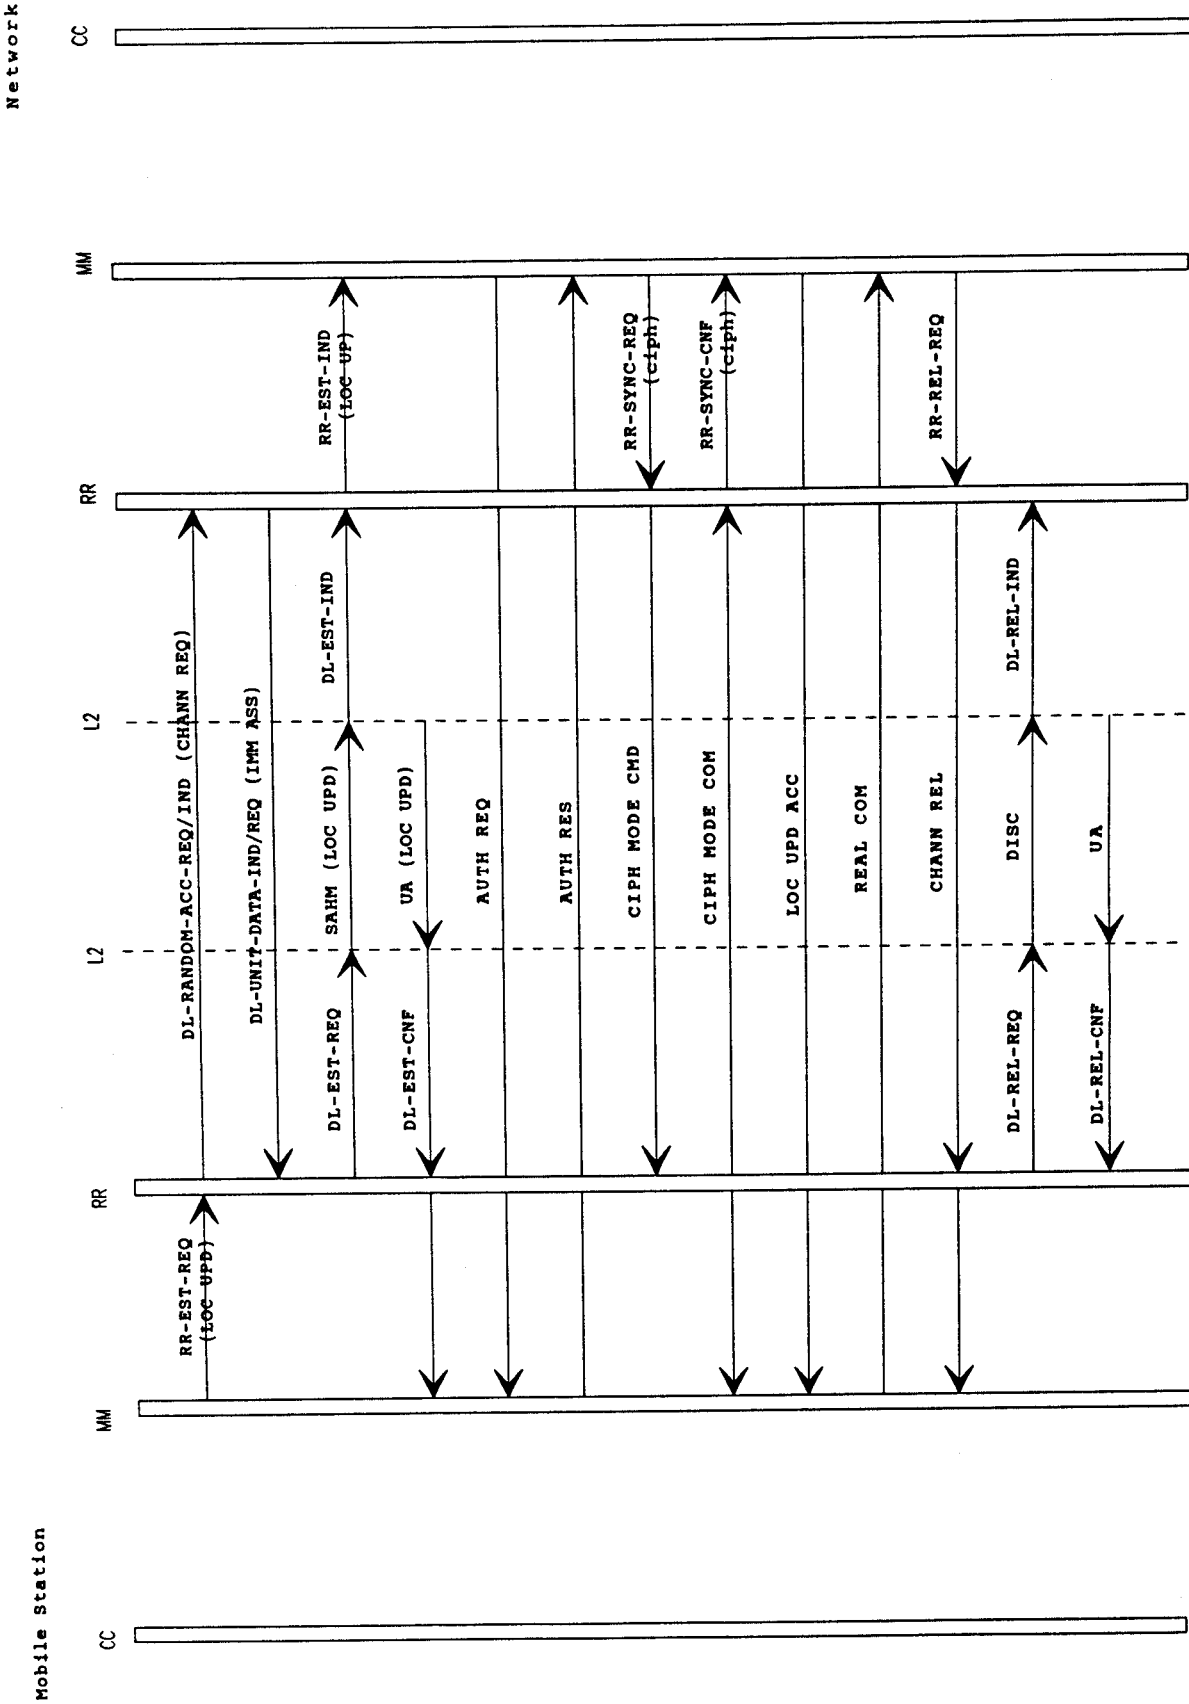 Mobile Station
Network
CC
MM
RR
L2
L2
RR
MM
CC
RR-EST-REQ
(LOC UPD)
DL-RANDOM-ACC-REQ/IND (CHANN REQ)
DL-UNIT-DATA-IND/REQ (IMM ASS)
DL-EST-REQ
SAHM (LOC UPD)
DL-EST-IND
RR-EST-IND
(LOC UP)
DL-EST-CNF
UA (LOC UPD)
AUTH REQ
AUTH RES
CIPH MODE CMD
RR-SYNC-REQ
(ciph)
CIPH MODE COM
RR-SYNC-CNF
(ciph)
LOC UPD ACC
REAL COM
CHANN REL
RR-REL-REQ
DL-REL-REQ
DISC
DL-REL-IND
DL-REL-CNF
UA